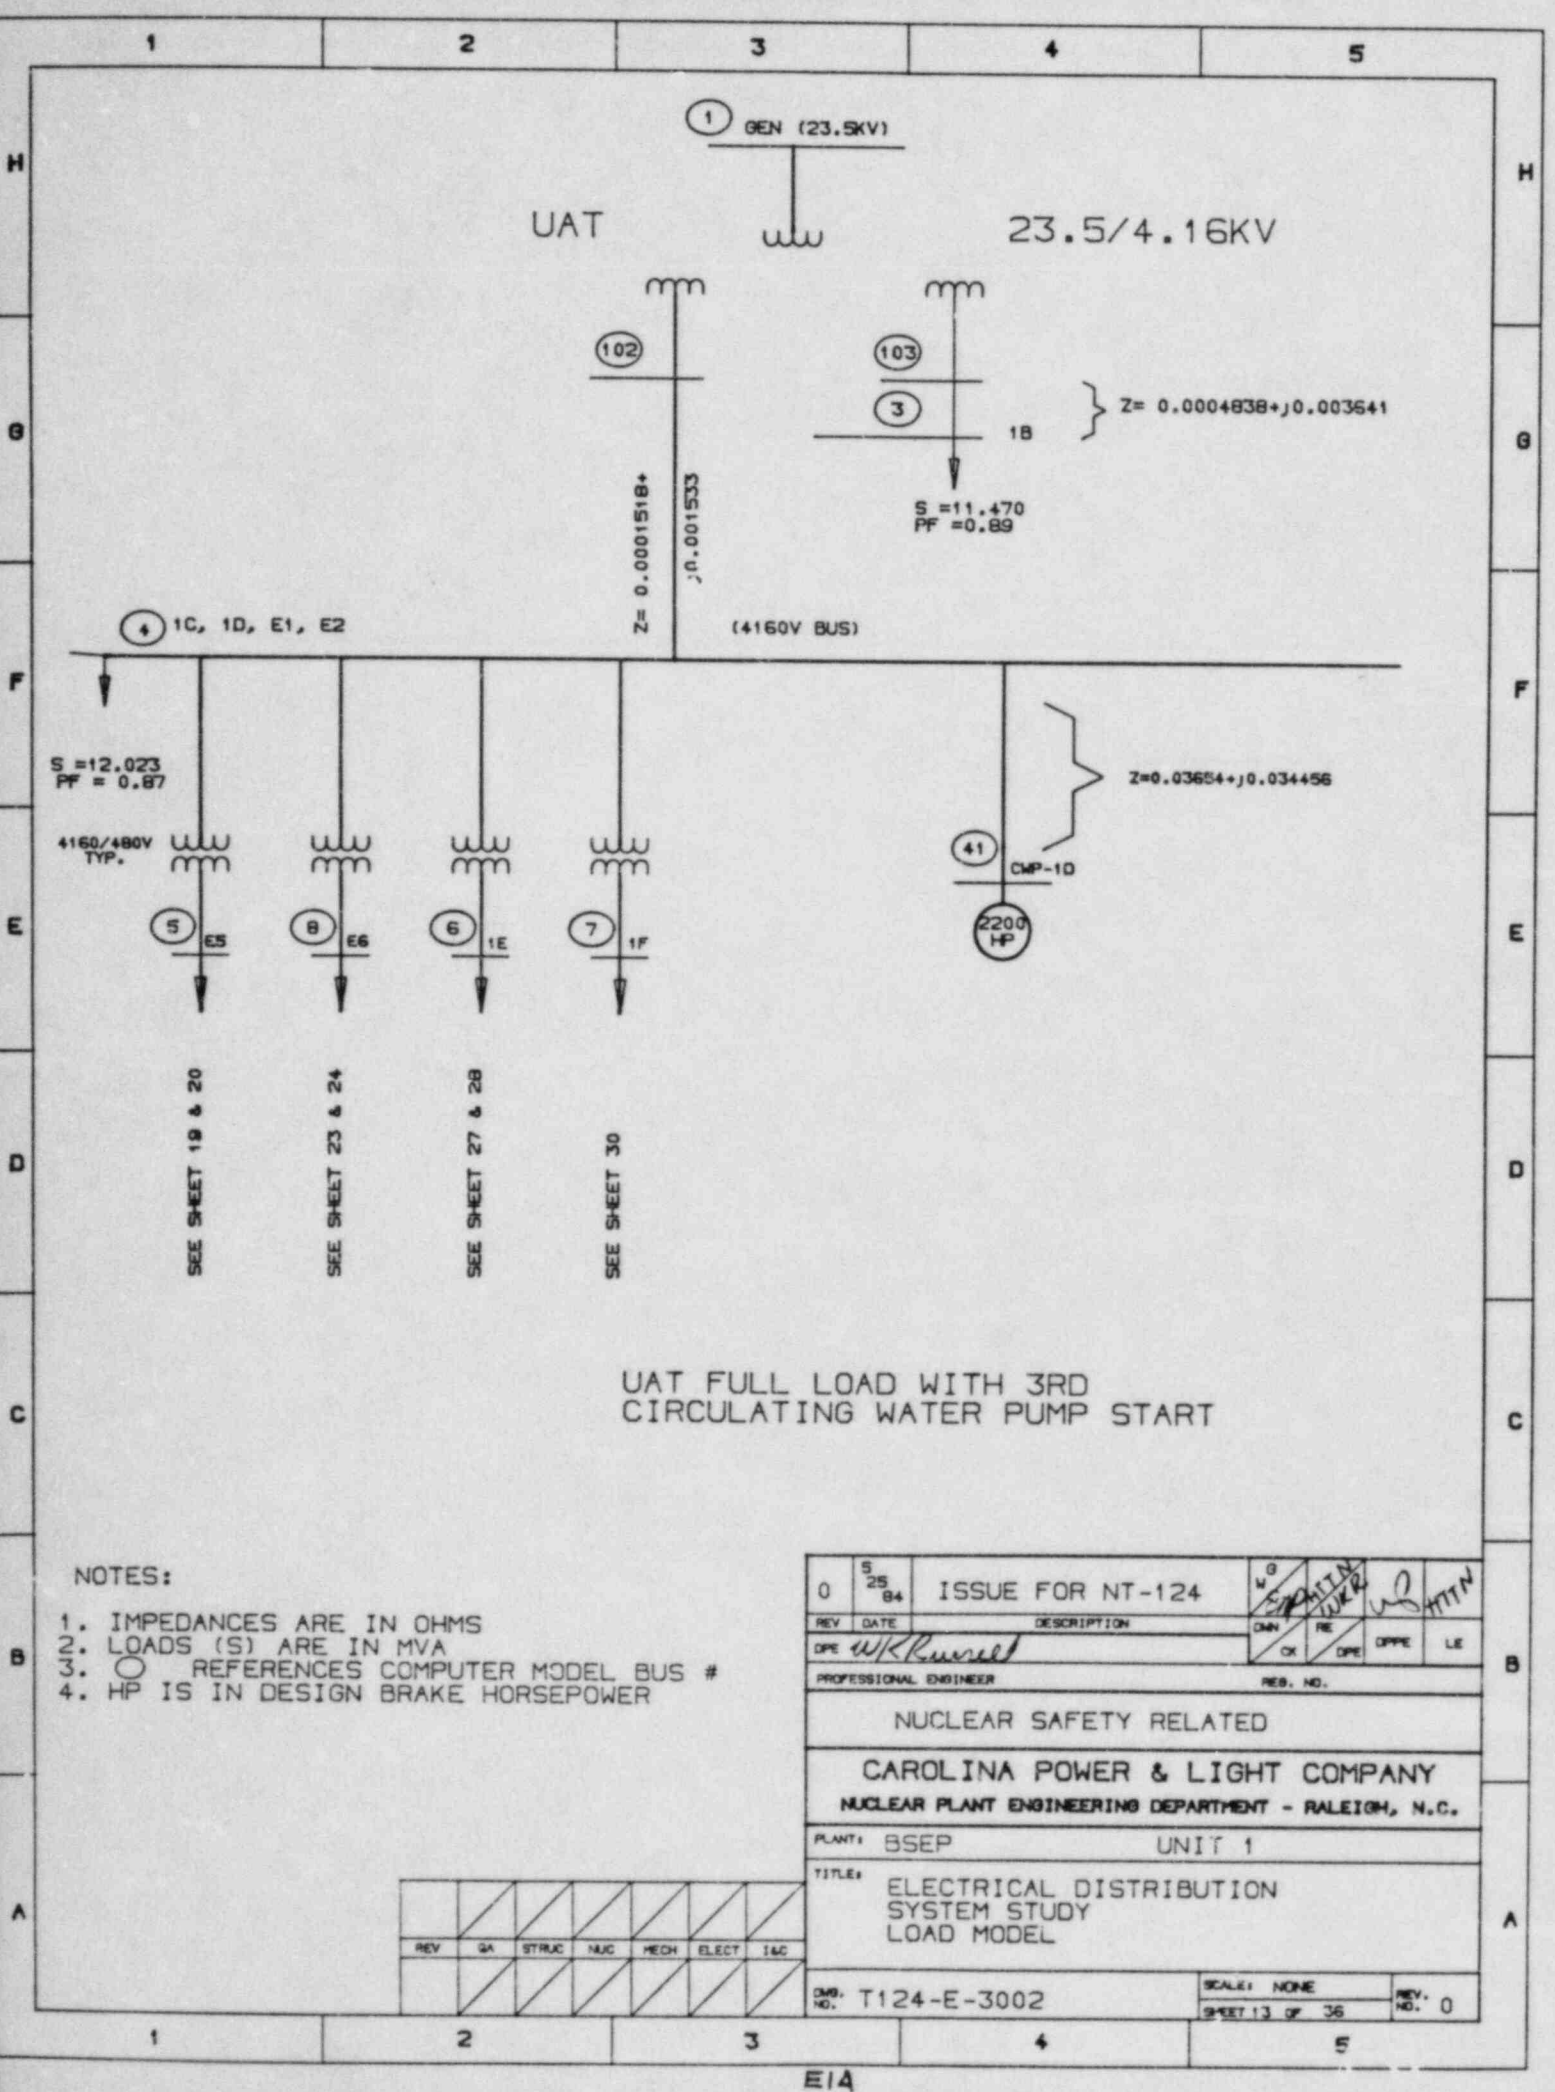 1 2 3 4 5
H
H
1 GEN (23.5KV)
UAT
23.5/4.16KV
102
103
3
1B
Z= 0.0004838+j0.003641
G
G
S =11.470
PF =0.89
Z= 0.0001518+
j0.001533
4 1C, 1D, E1, E2
(4160V BUS)
F
F
S =12.023
PF = 0.87
Z=0.03654+j0.034456
4160/480V
TYP.
41
CWP-1D
2200
HP
E
E
5 E5
8 E6
6 1E
7 1F
D
D
SEE SHEET 19 & 20
SEE SHEET 23 & 24
SEE SHEET 27 & 28
SEE SHEET 30
UAT FULL LOAD WITH 3RD
CIRCULATING WATER PUMP START
C
C
NOTES:
1. IMPEDANCES ARE IN OHMS
2. LOADS (S) ARE IN MVA
3. REFERENCES COMPUTER MODEL BUS #
4. HP IS IN DESIGN BRAKE HORSEPOWER
B
B
0 5 25 84 ISSUE FOR NT-124
REV DATE DESCRIPTION DWN CK RE DPE DPPE LE
DPE WKRussell
PROFESSIONAL ENGINEER REG. NO.
NUCLEAR SAFETY RELATED
CAROLINA POWER & LIGHT COMPANY
NUCLEAR PLANT ENGINEERING DEPARTMENT - RALEIGH, N.C.
PLANT: BSEP UNIT 1
TITLE: ELECTRICAL DISTRIBUTION
SYSTEM STUDY
LOAD MODEL
A
A
REV QA STRUC NUC MECH ELECT I&C
DWG. NO. T124-E-3002
SCALE: NONE
SHEET 13 OF 36
REV. NO. 0
1 2 3 4 5
E1A